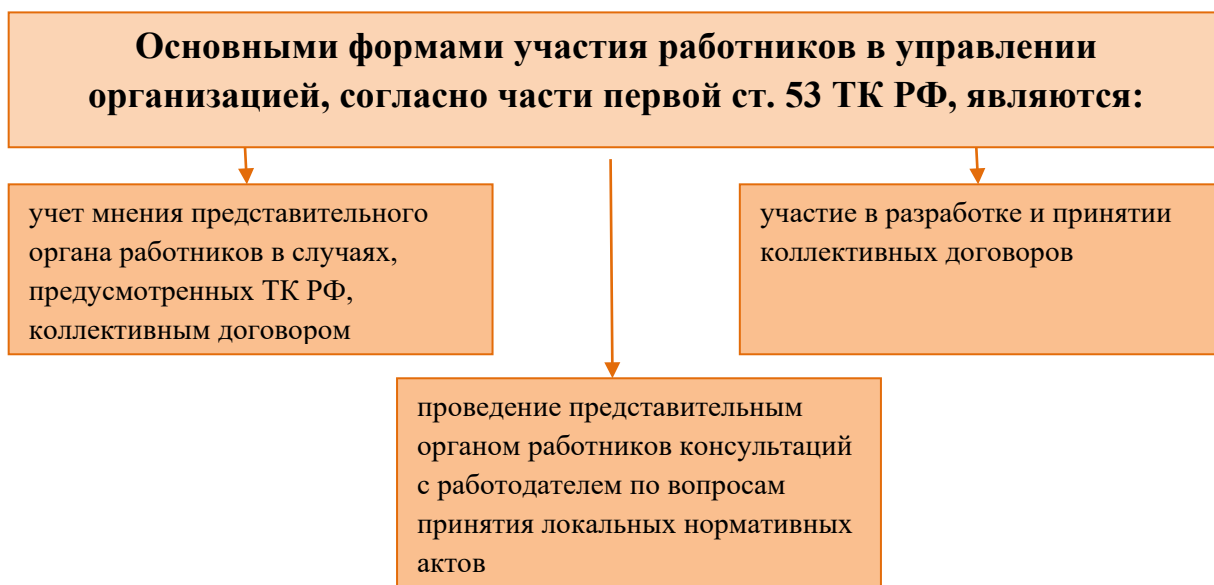 Основными формами участия работников в управлении
организацией, согласно части первой ст. 53 ТК РФ, являются:
учет мнения представительного
органа работников в случаях,
предусмотренных ТК РФ,
коллективным договором
участие в разработке и принятии
коллективных договоров
проведение представительным
органом работников консультаций
с работодателем по вопросам
принятия локальных нормативных
актов